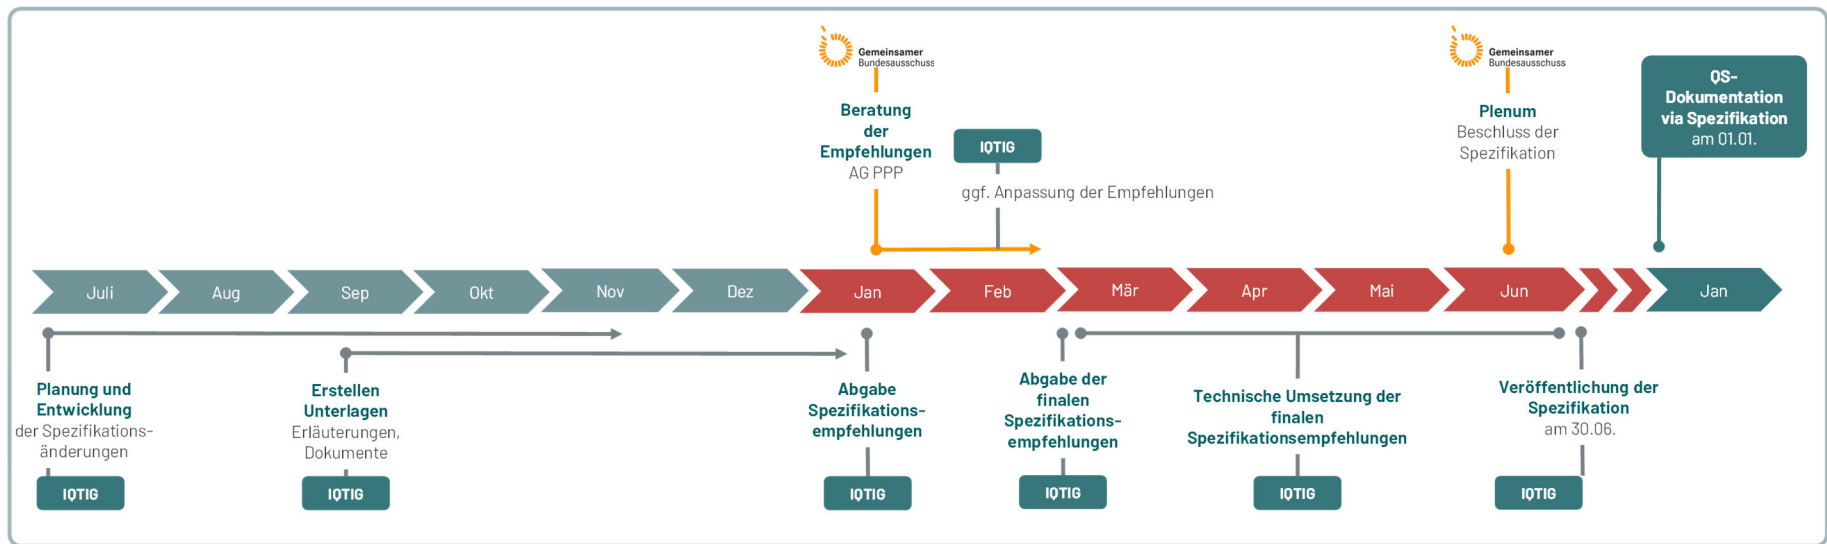 Gemeinsamer
Bundesausschuss
Beratung
der
Empfehlungen
AG PPP
IQTIG
ggf. Anpassung der Empfehlungen
Gemeinsamer
Bundesausschuss
Plenum
Beschluss der
Spezifikation
QS-
Dokumentation
via Spezifikation
am 01.01.
Juli
Aug
Sep
Okt
Nov
Dez
Jan
Feb
Mär
Apr
Mai
Jun
Jan
Planung und
Entwicklung
der Spezifikations-
änderungen
IQTIG
Erstellen
Unterlagen
Erläuterungen,
Dokumente
IQTIG
Abgabe
Spezifikations-
empfehlungen
IQTIG
Abgabe der
finalen
Spezifikations-
empfehlungen
IQTIG
Technische Umsetzung der
finalen
Spezifikationsempfehlungen
IQTIG
Veröffentlichung der
Spezifikation
am 30.06.
IQTIG